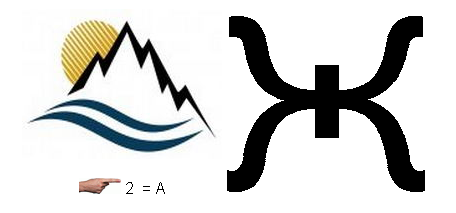 ⵣ
2 = A